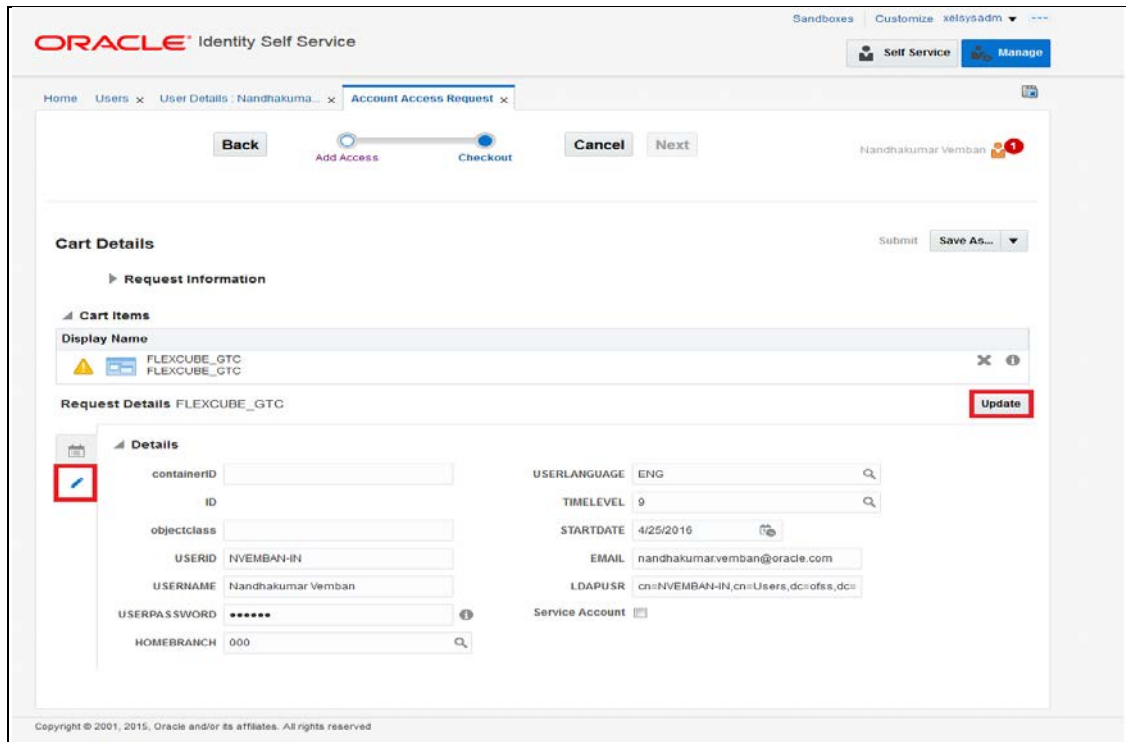 Sandboxes Customize xelsysadm
ORACLE Identity Self Service
Self Service Manage
Home Users x User Details : Nandhakuma... x Account Access Request x
Back Add Access Checkout Cancel Next Nandhakumar Vemban 1
Cart Details Submit Save As...
Request Information
Cart Items
Display Name
FLEXCUBE_GTC
FLEXCUBE_GTC
Request Details FLEXCUBE_GTC Update
Details
containerID USERLANGUAGE ENG
ID TIMELEVEL 9
objectclass STARTDATE 4/25/2016
USERID NVEMBAN-IN EMAIL nandhakumar.vemban@oracle.com
USERNAME Nandhakumar Vemban LDAPUSR cn=NVEMBAN-IN,cn=Users,dc=ofss,dc=
USERPASSWORD •••••• Service Account
HOMEBRANCH 000
Copyright © 2001, 2015, Oracle and/or its affiliates. All rights reserved